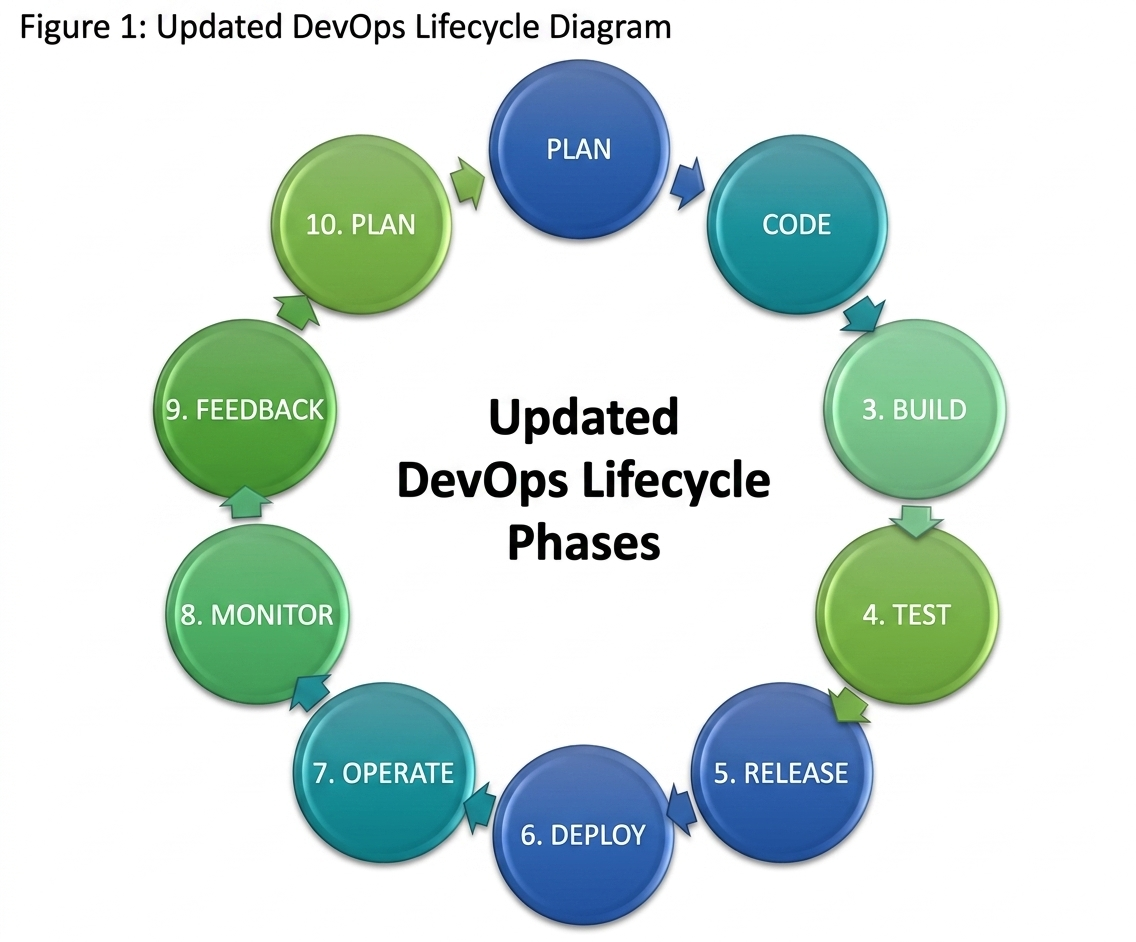 Figure 1: Updated DevOps Lifecycle Diagram
PLAN
CODE
3. BUILD
4. TEST
5. RELEASE
6. DEPLOY
7. OPERATE
8. MONITOR
9. FEEDBACK
10. PLAN
Updated
DevOps Lifecycle
Phases